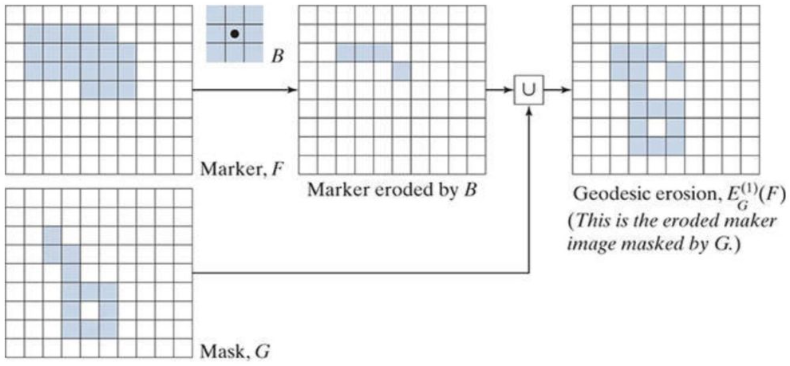 B
Marker, F
Marker eroded by B
∪
Geodesic erosion, E_G^(1)(F)
(This is the eroded maker
image masked by G.)
Mask, G